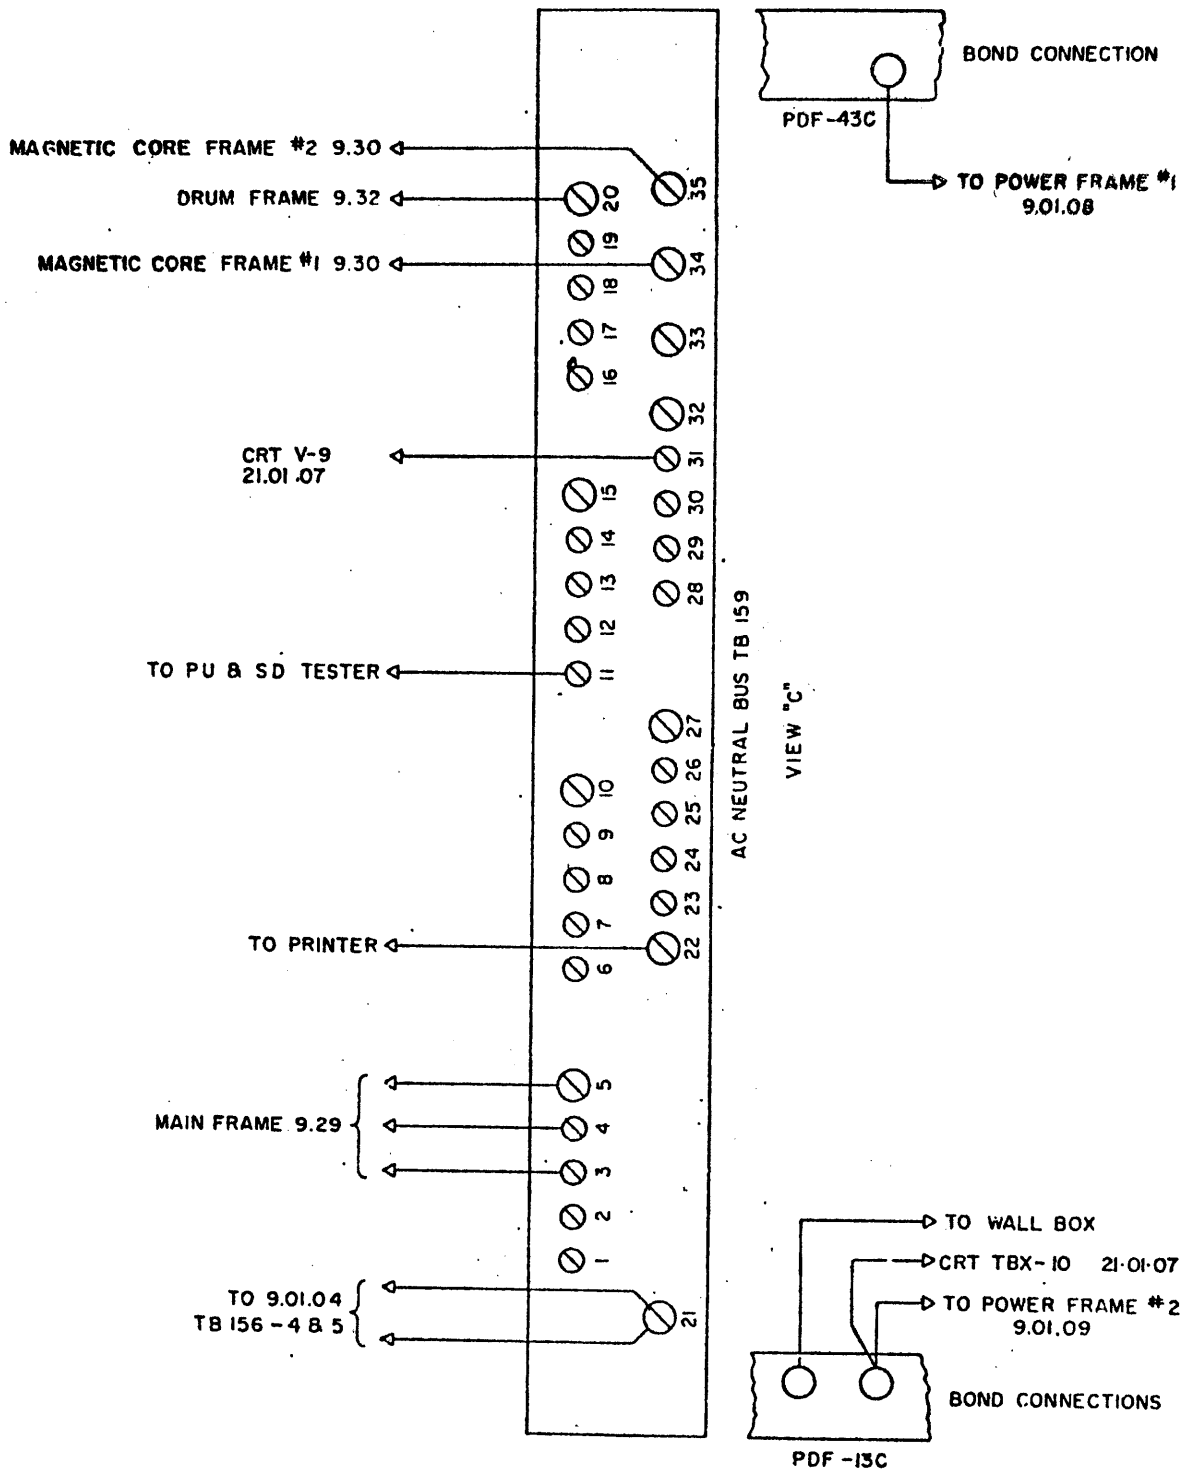 BOND CONNECTION
PDF-43C
TO POWER FRAME #1
9.01.08
MAGNETIC CORE FRAME #2 9.30
DRUM FRAME 9.32
MAGNETIC CORE FRAME #1 9.30
CRT V-9
21.01.07
TO PU & SD TESTER
TO PRINTER
MAIN FRAME 9.29
TO 9.01.04
TB 156-4 & 5
20
19
18
17
16
15
14
13
12
11
10
9
8
7
6
5
4
3
2
1
35
34
33
32
31
30
29
28
27
26
25
24
23
22
21
AC NEUTRAL BUS TB 159
VIEW "C"
TO WALL BOX
CRT TBX-10 21.01.07
TO POWER FRAME #2
9.01.09
BOND CONNECTIONS
PDF-13C